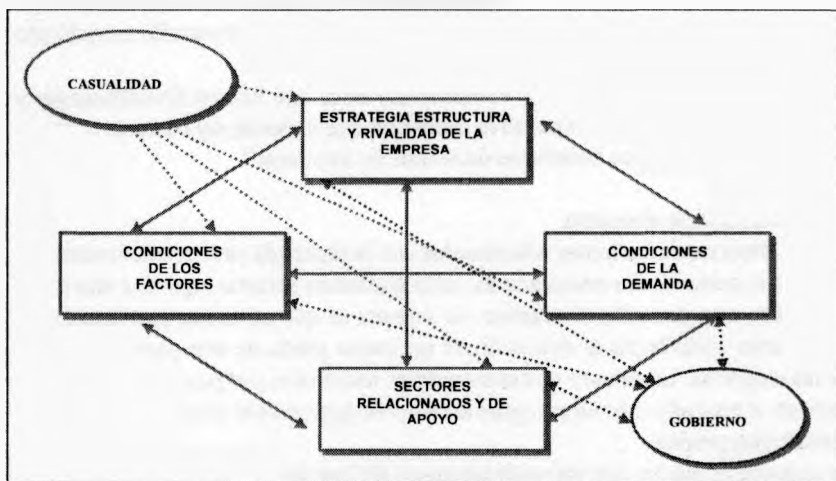 CASUALIDAD
ESTRATEGIA ESTRUCTURA
Y RIVALIDAD DE LA
EMPRESA
CONDICIONES
DE LOS
FACTORES
CONDICIONES
DE LA
DEMANDA
SECTORES
RELACIONADOS Y DE
APOYO
GOBIERNO